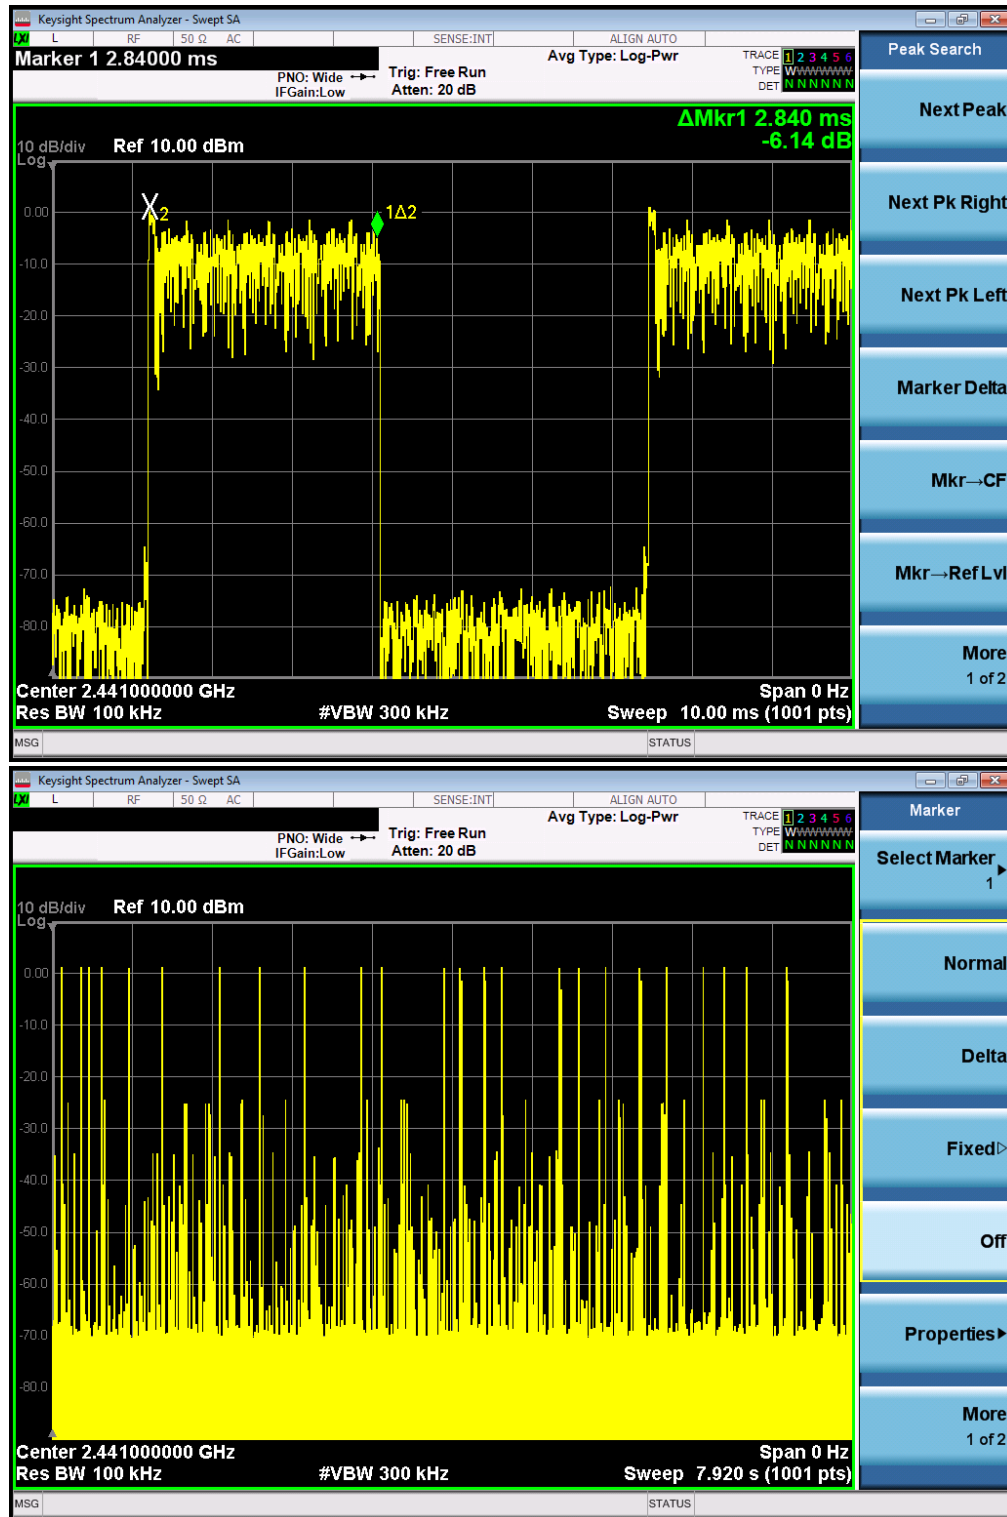 Keysight Spectrum Analyzer - Swept SA
LXI L RF 50 Ω AC SENSE:INT ALIGN AUTO
Marker 1 2.84000 ms
PNO: Wide
IFGain:Low
Trig: Free Run
Atten: 20 dB
Avg Type: Log-Pwr
TRACE 1 2 3 4 5 6
TYPE WWWWWW
DET N N N N N N
ΔMkr1 2.840 ms
-6.14 dB
10 dB/div Ref 10.00 dBm
Log
X2
1Δ2
0.00
-10.0
-20.0
-30.0
-40.0
-50.0
-60.0
-70.0
-80.0
Center 2.441000000 GHz Span 0 Hz
Res BW 100 kHz #VBW 300 kHz Sweep 10.00 ms (1001 pts)
MSG STATUS
Peak Search
Next Peak
Next Pk Right
Next Pk Left
Marker Delta
Mkr→CF
Mkr→Ref Lvl
More
1 of 2
Keysight Spectrum Analyzer - Swept SA
LXI L RF 50 Ω AC SENSE:INT ALIGN AUTO
PNO: Wide
IFGain:Low
Trig: Free Run
Atten: 20 dB
Avg Type: Log-Pwr
TRACE 1 2 3 4 5 6
TYPE WWWWWW
DET N N N N N N
10 dB/div Ref 10.00 dBm
Log
0.00
-10.0
-20.0
-30.0
-40.0
-50.0
-60.0
-70.0
-80.0
Center 2.441000000 GHz Span 0 Hz
Res BW 100 kHz #VBW 300 kHz Sweep 7.920 s (1001 pts)
MSG STATUS
Marker
Select Marker
1
Normal
Delta
Fixed
Off
Properties
More
1 of 2